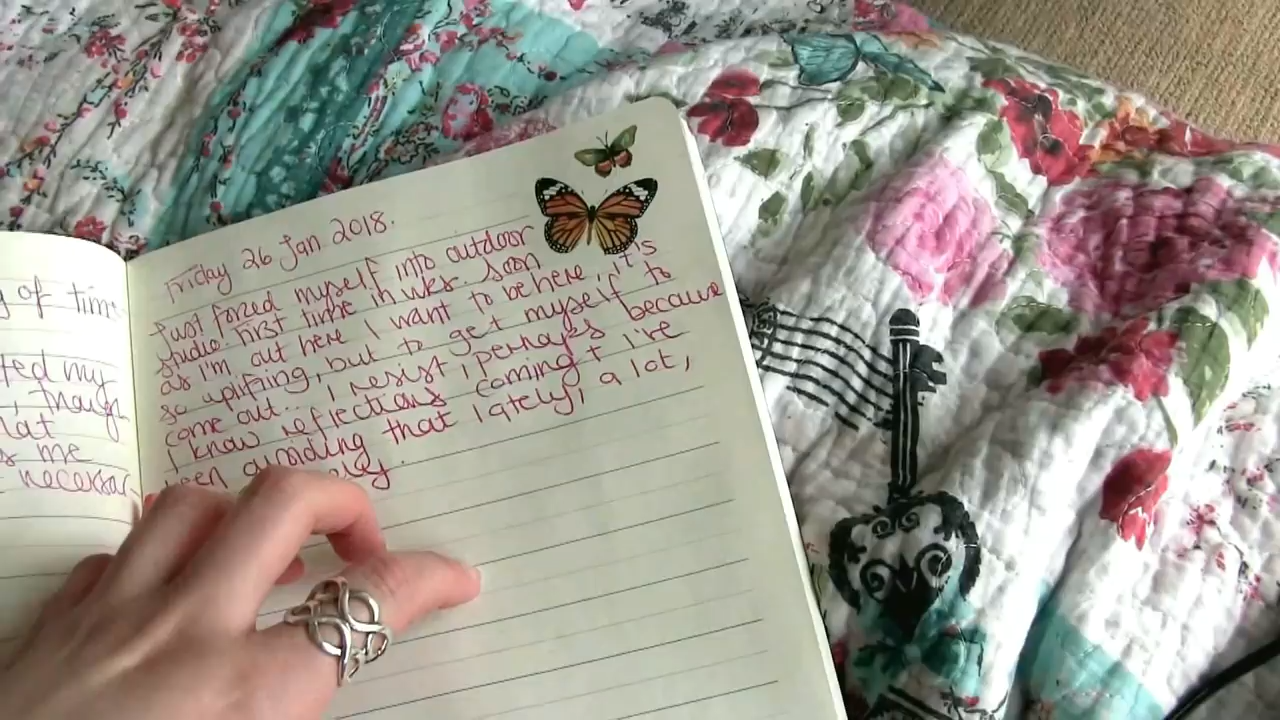 g of time
ted my
, though
lat
s me
necessar
Friday 26 Jan 2018.
Just forzed myself into outdoor
studio. First time in wks. Soon
as I'm out here I want to be here, it's
so uplifting, but to get myself to
come out... I resist, perhaps because
I know reflections coming + I've
been avoiding that lately, a lot,